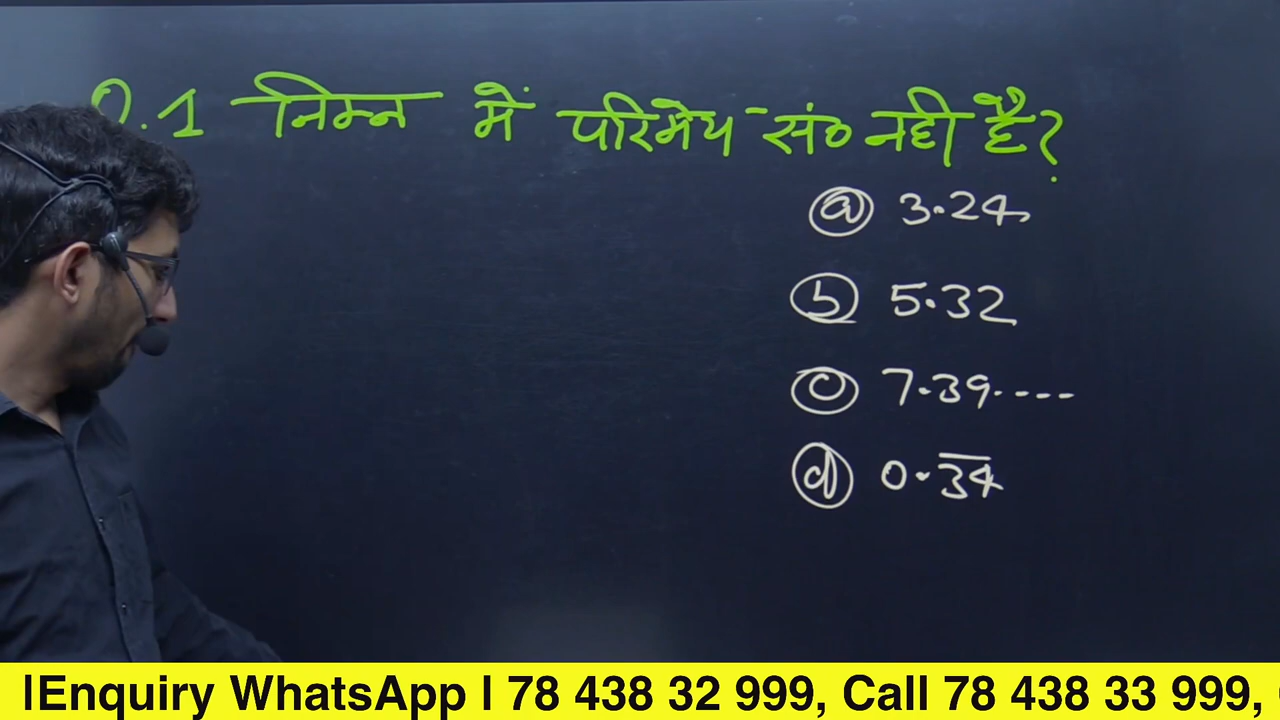 Q.1 निम्न में परिमेय सं० नही है?
(a) 3.24
(b) 5.32
(c) 7.39....
(d) 0.3̅4̅
|Enquiry WhatsApp | 78 438 32 999, Call 78 438 33 999,